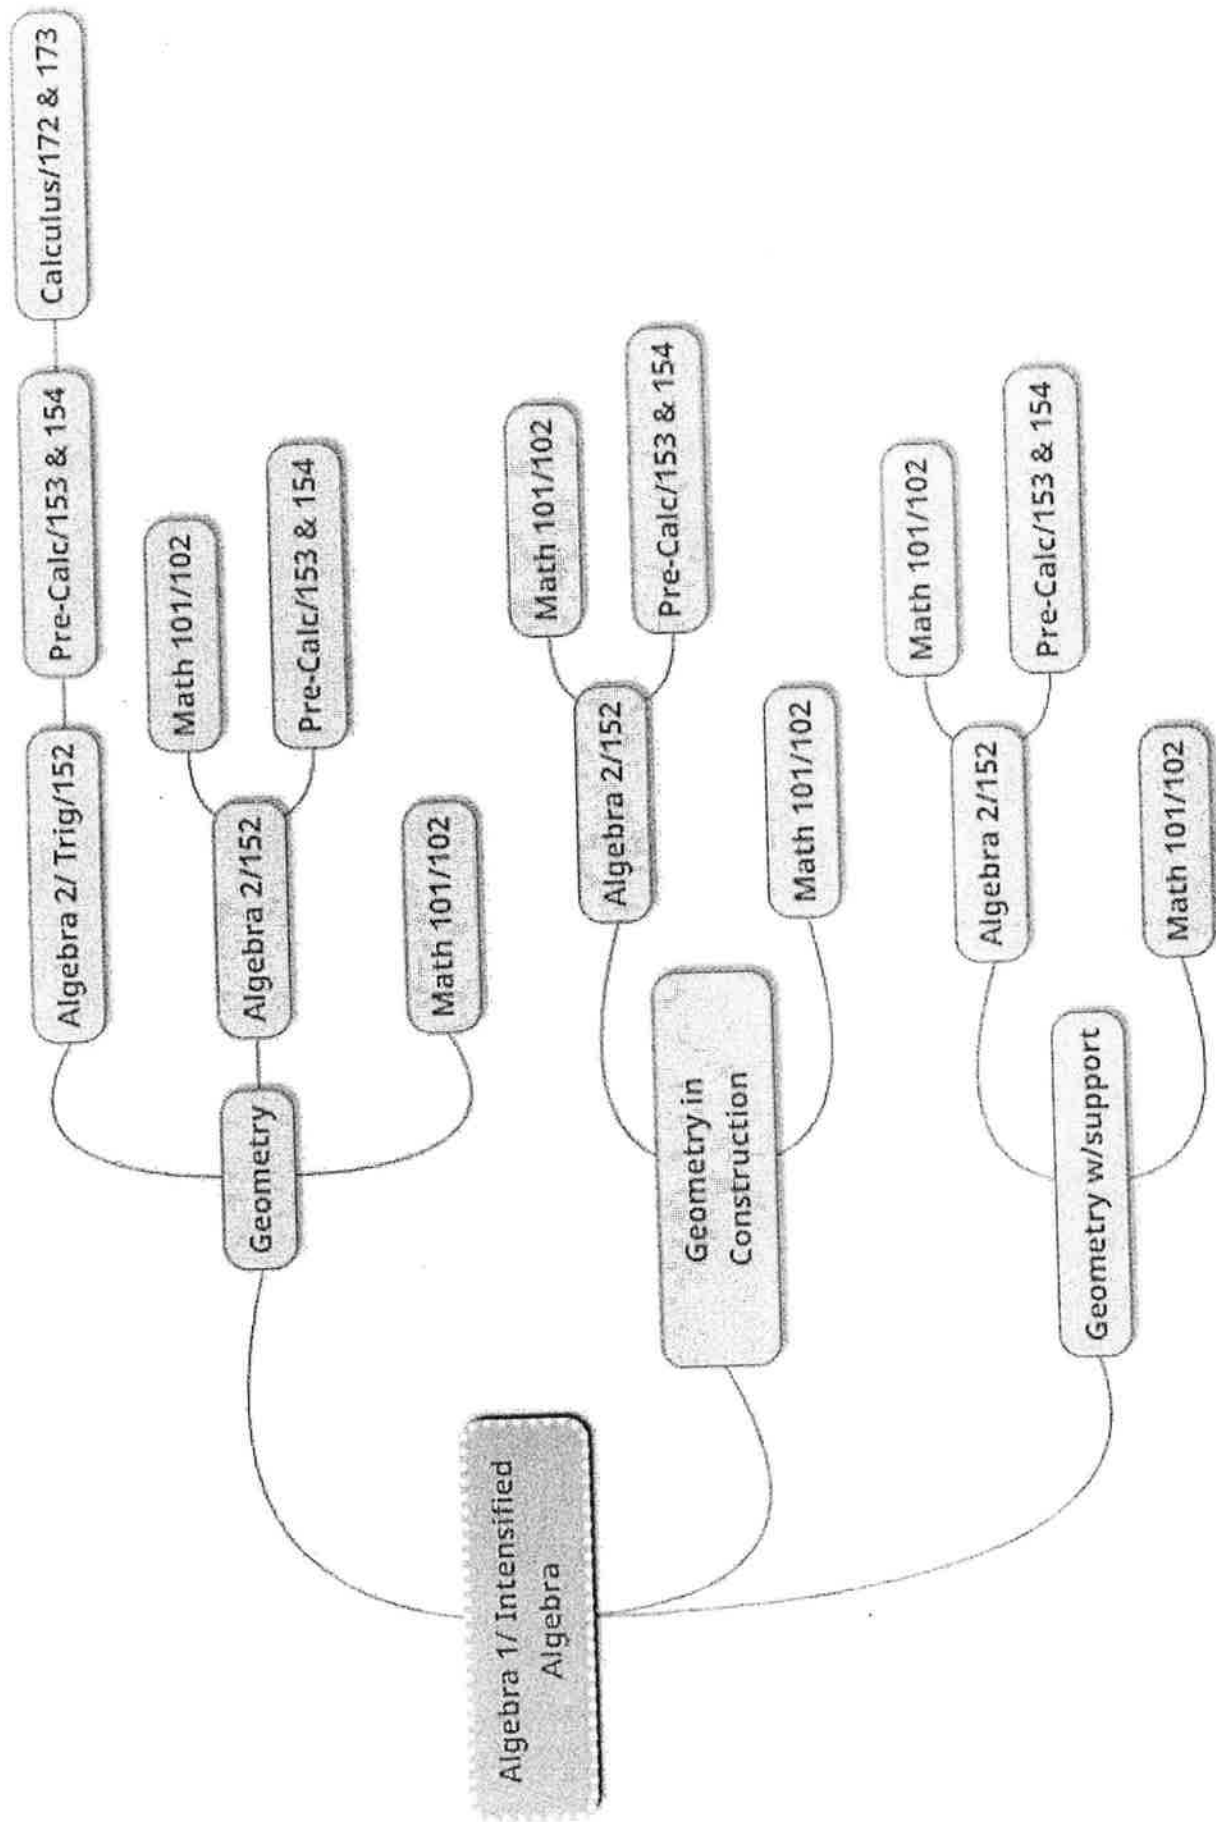 Algebra 1/ Intensified
Algebra
Geometry
Algebra 2/ Trig/152
Pre-Calc/153 & 154
Calculus/172 & 173
Algebra 2/152
Math 101/102
Pre-Calc/153 & 154
Math 101/102
Geometry in
Construction
Algebra 2/152
Math 101/102
Pre-Calc/153 & 154
Math 101/102
Geometry w/support
Algebra 2/152
Math 101/102
Pre-Calc/153 & 154
Math 101/102